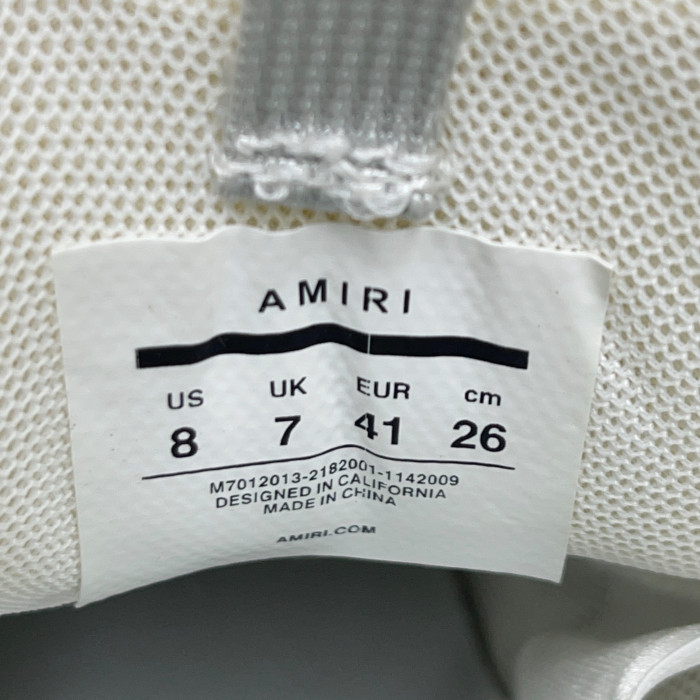 AMIRI
US UK EUR cm
8 7 41 26
M7012013-2182001-1142009
DESIGNED IN CALIFORNIA
MADE IN CHINA
AMIRI.COM